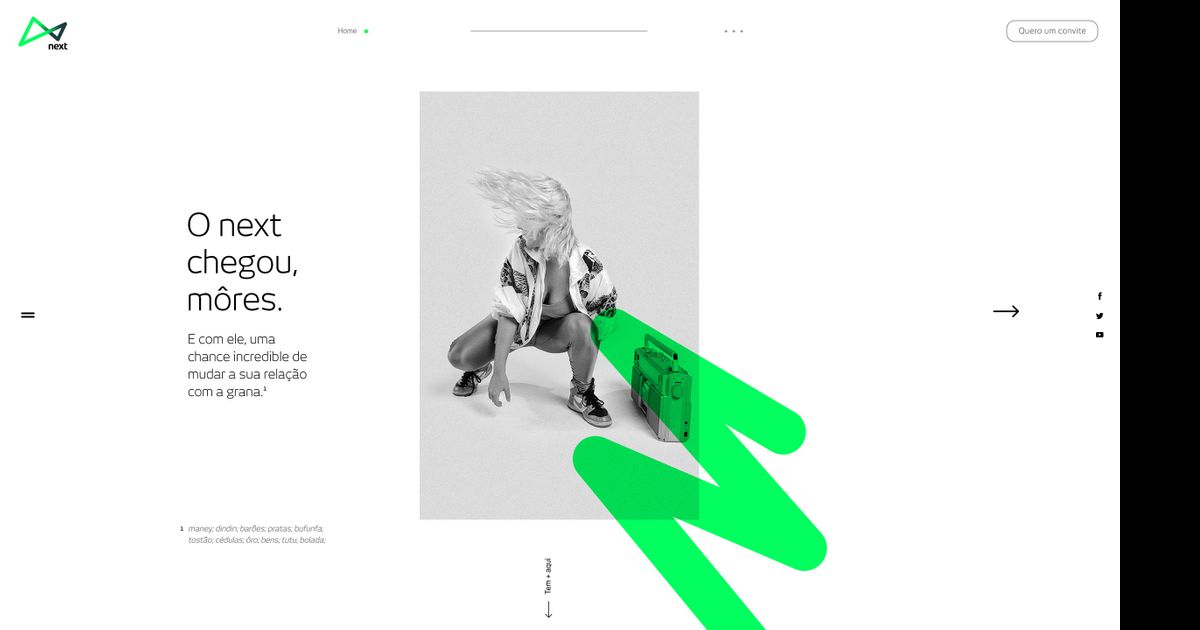 next
Home
Quero um convite
O next
chegou,
môres.
E com ele, uma
chance incredible de
mudar a sua relação
com a grana.¹
1 maney; dindin; barões; pratas; bufunfa;
tostão; cédulas; ôro; bens; tutu; bolada;
Tem + aqui